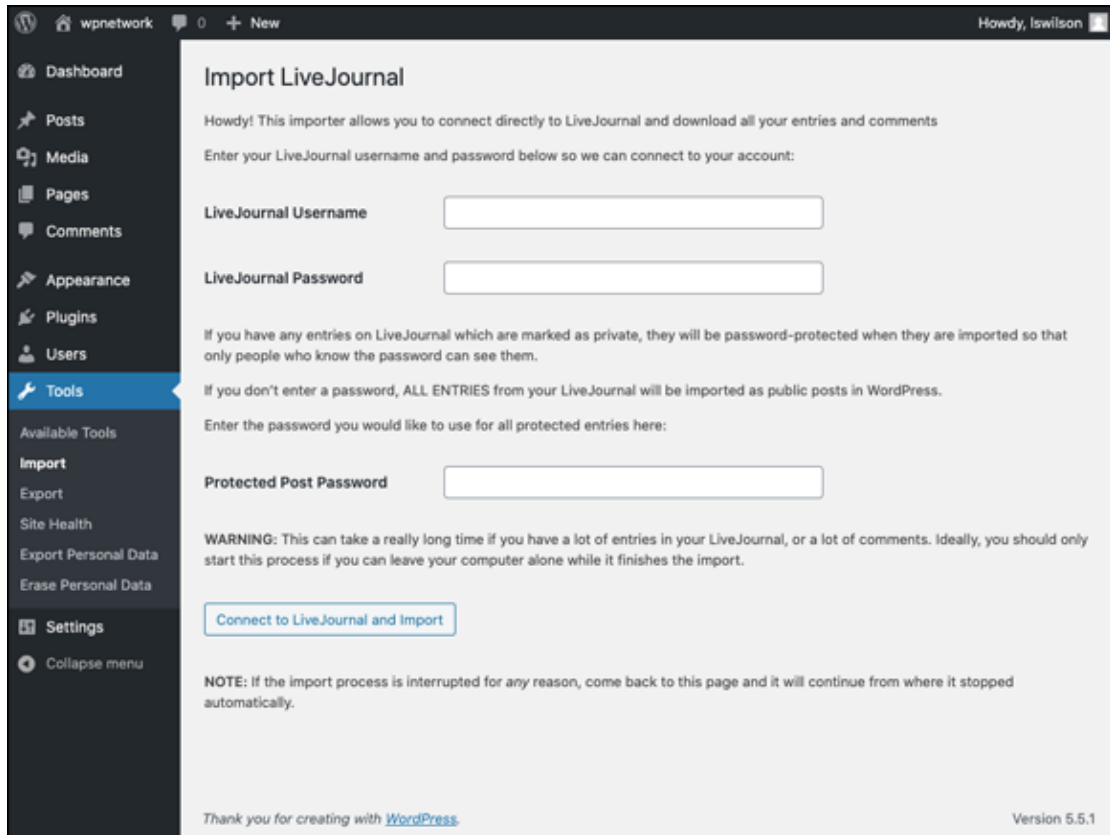 wpnetwork 0 + New Howdy, lswilson
Dashboard
Posts
Media
Pages
Comments
Appearance
Plugins
Users
Tools
Available Tools
Import
Export
Site Health
Export Personal Data
Erase Personal Data
Settings
Collapse menu
Import LiveJournal
Howdy! This importer allows you to connect directly to LiveJournal and download all your entries and comments
Enter your LiveJournal username and password below so we can connect to your account:
LiveJournal Username
LiveJournal Password
If you have any entries on LiveJournal which are marked as private, they will be password-protected when they are imported so that
only people who know the password can see them.
If you don't enter a password, ALL ENTRIES from your LiveJournal will be imported as public posts in WordPress.
Enter the password you would like to use for all protected entries here:
Protected Post Password
WARNING: This can take a really long time if you have a lot of entries in your LiveJournal, or a lot of comments. Ideally, you should only
start this process if you can leave your computer alone while it finishes the import.
Connect to LiveJournal and Import
NOTE: If the import process is interrupted for any reason, come back to this page and it will continue from where it stopped
automatically.
Thank you for creating with WordPress. Version 5.5.1